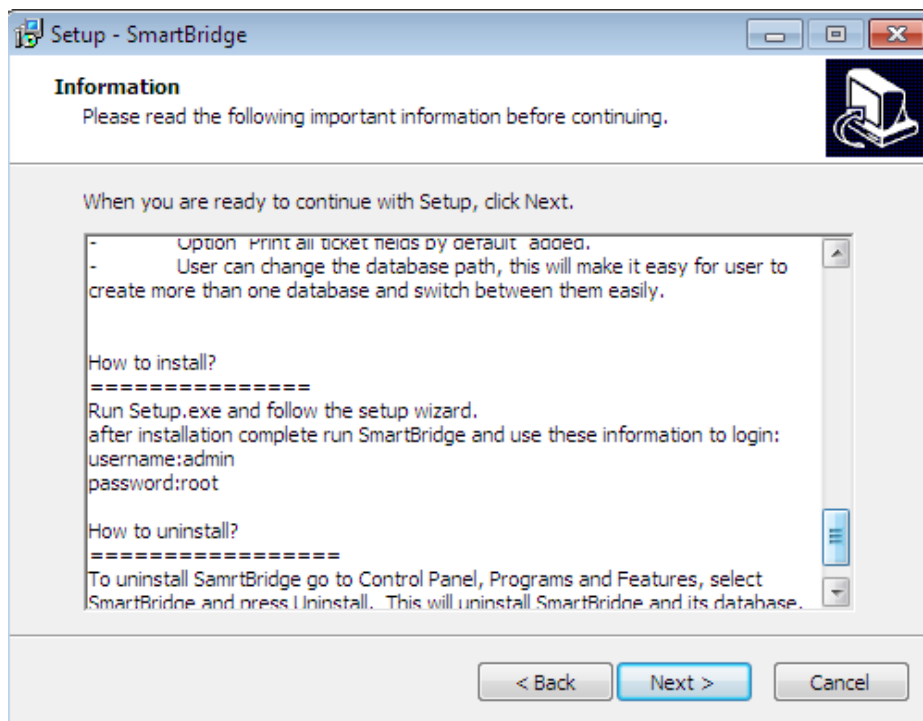 Setup - SmartBridge
Information
Please read the following important information before continuing.
When you are ready to continue with Setup, click Next.
- Option Print all ticket fields by default added.
- User can change the database path, this will make it easy for user to
create more than one database and switch between them easily.
How to install?
===============
Run Setup.exe and follow the setup wizard.
after installation complete run SmartBridge and use these information to login:
username:admin
password:root
How to uninstall?
=================
To uninstall SamrtBridge go to Control Panel, Programs and Features, select
SmartBridge and press Uninstall. This will uninstall SmartBridge and its database.
< Back
Next >
Cancel